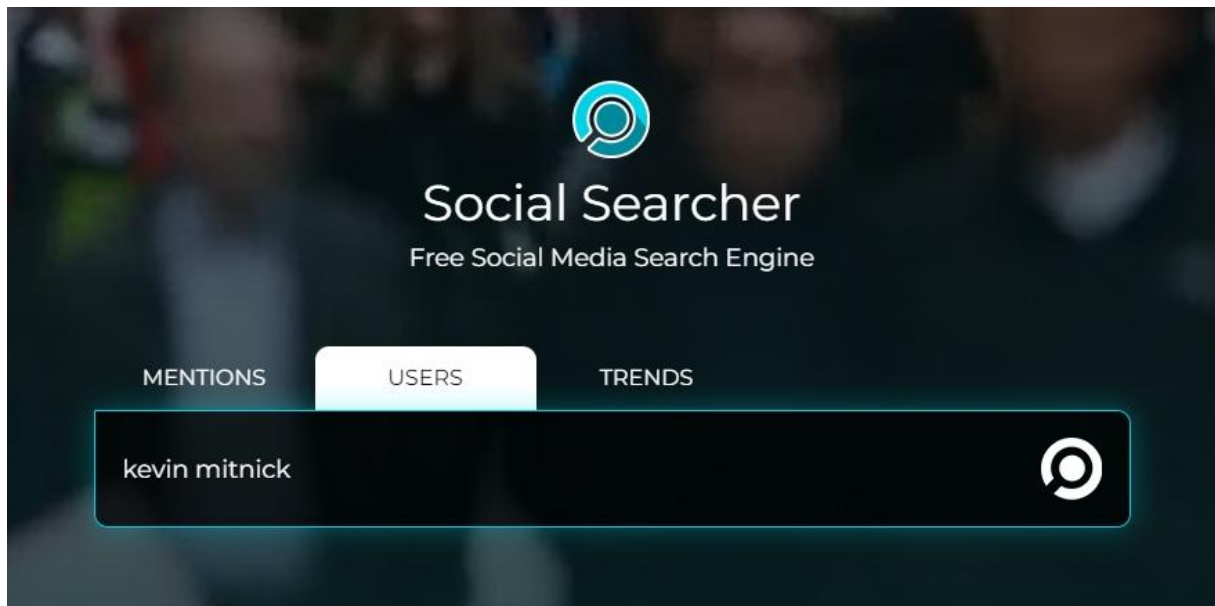 Social Searcher
Free Social Media Search Engine
MENTIONS USERS TRENDS
kevin mitnick